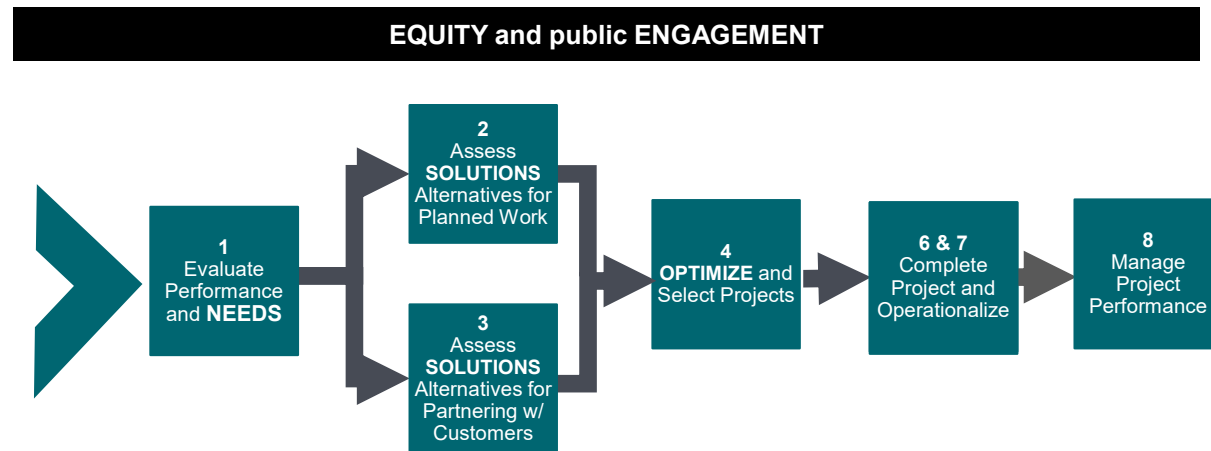 EQUITY and public ENGAGEMENT
1
Evaluate
Performance
and NEEDS
2
Assess
SOLUTIONS
Alternatives for
Planned Work
3
Assess
SOLUTIONS
Alternatives for
Partnering w/
Customers
4
OPTIMIZE and
Select Projects
6 & 7
Complete
Project and
Operationalize
8
Manage
Project
Performance